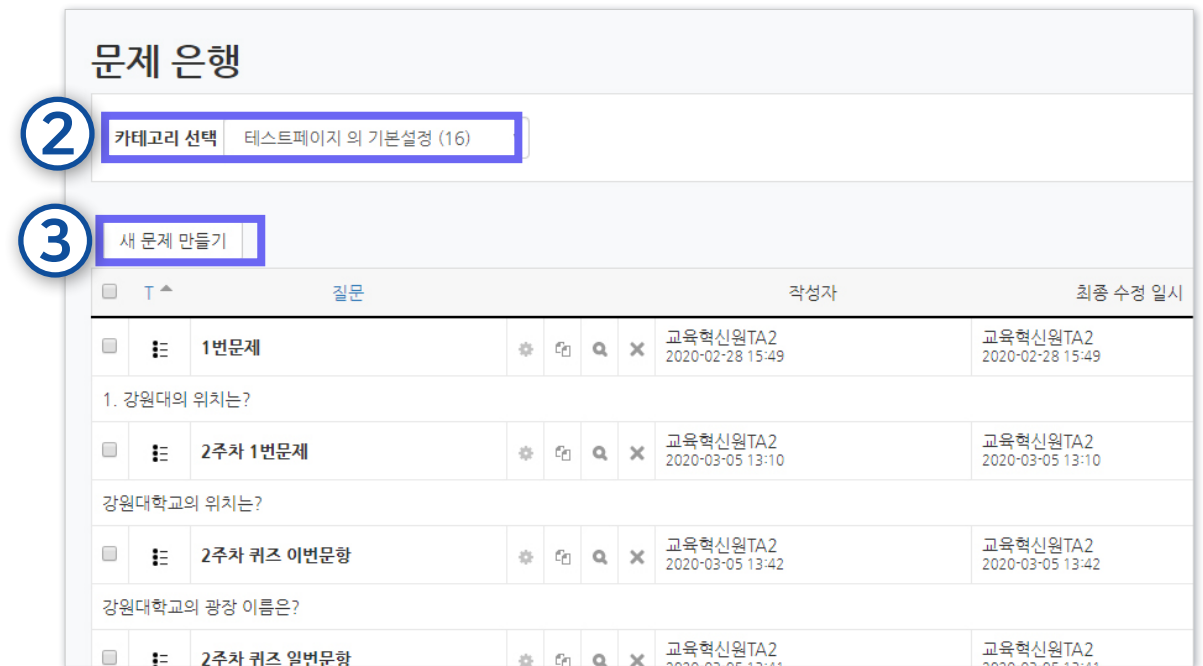 문제 은행
② 카테고리 선택 테스트페이지 의 기본설정 (16)
③ 새 문제 만들기
T 질문 작성자 최종 수정 일시
1번문제 교육혁신원TA2 교육혁신원TA2
2020-02-28 15:49 2020-02-28 15:49
1. 강원대의 위치는?
2주차 1번문제 교육혁신원TA2 교육혁신원TA2
2020-03-05 13:10 2020-03-05 13:10
강원대학교의 위치는?
2주차 퀴즈 이번문항 교육혁신원TA2 교육혁신원TA2
2020-03-05 13:42 2020-03-05 13:42
강원대학교의 광장 이름은?
2주차 퀴즈 일번문항 교육혁신원TA2 교육혁신원TA2